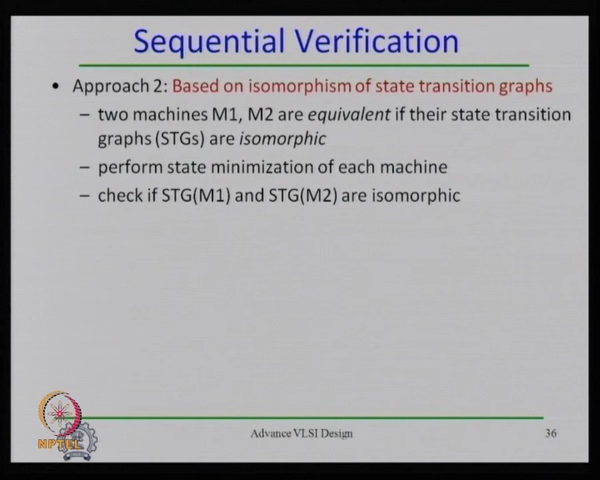 Sequential Verification
• Approach 2: Based on isomorphism of state transition graphs
– two machines M1, M2 are equivalent if their state transition
graphs (STGs) are isomorphic
– perform state minimization of each machine
– check if STG(M1) and STG(M2) are isomorphic
NPTEL
Advance VLSI Design
36